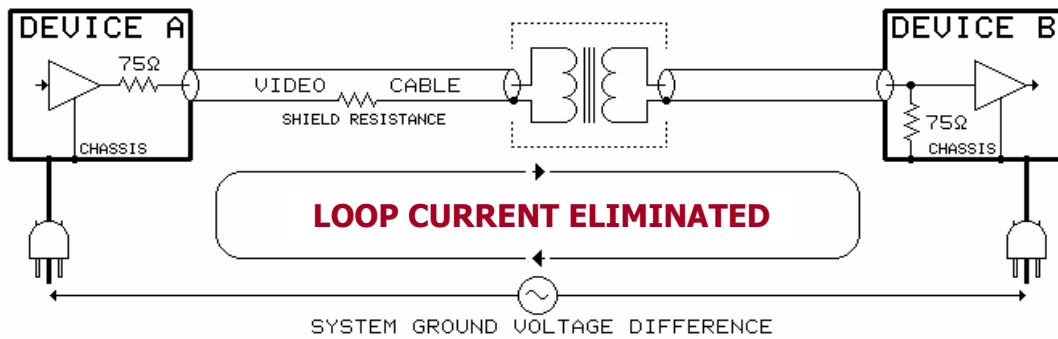 DEVICE A
DEVICE B
75Ω
VIDEO CABLE
SHIELD RESISTANCE
75Ω
CHASSIS
CHASSIS
LOOP CURRENT ELIMINATED
SYSTEM GROUND VOLTAGE DIFFERENCE